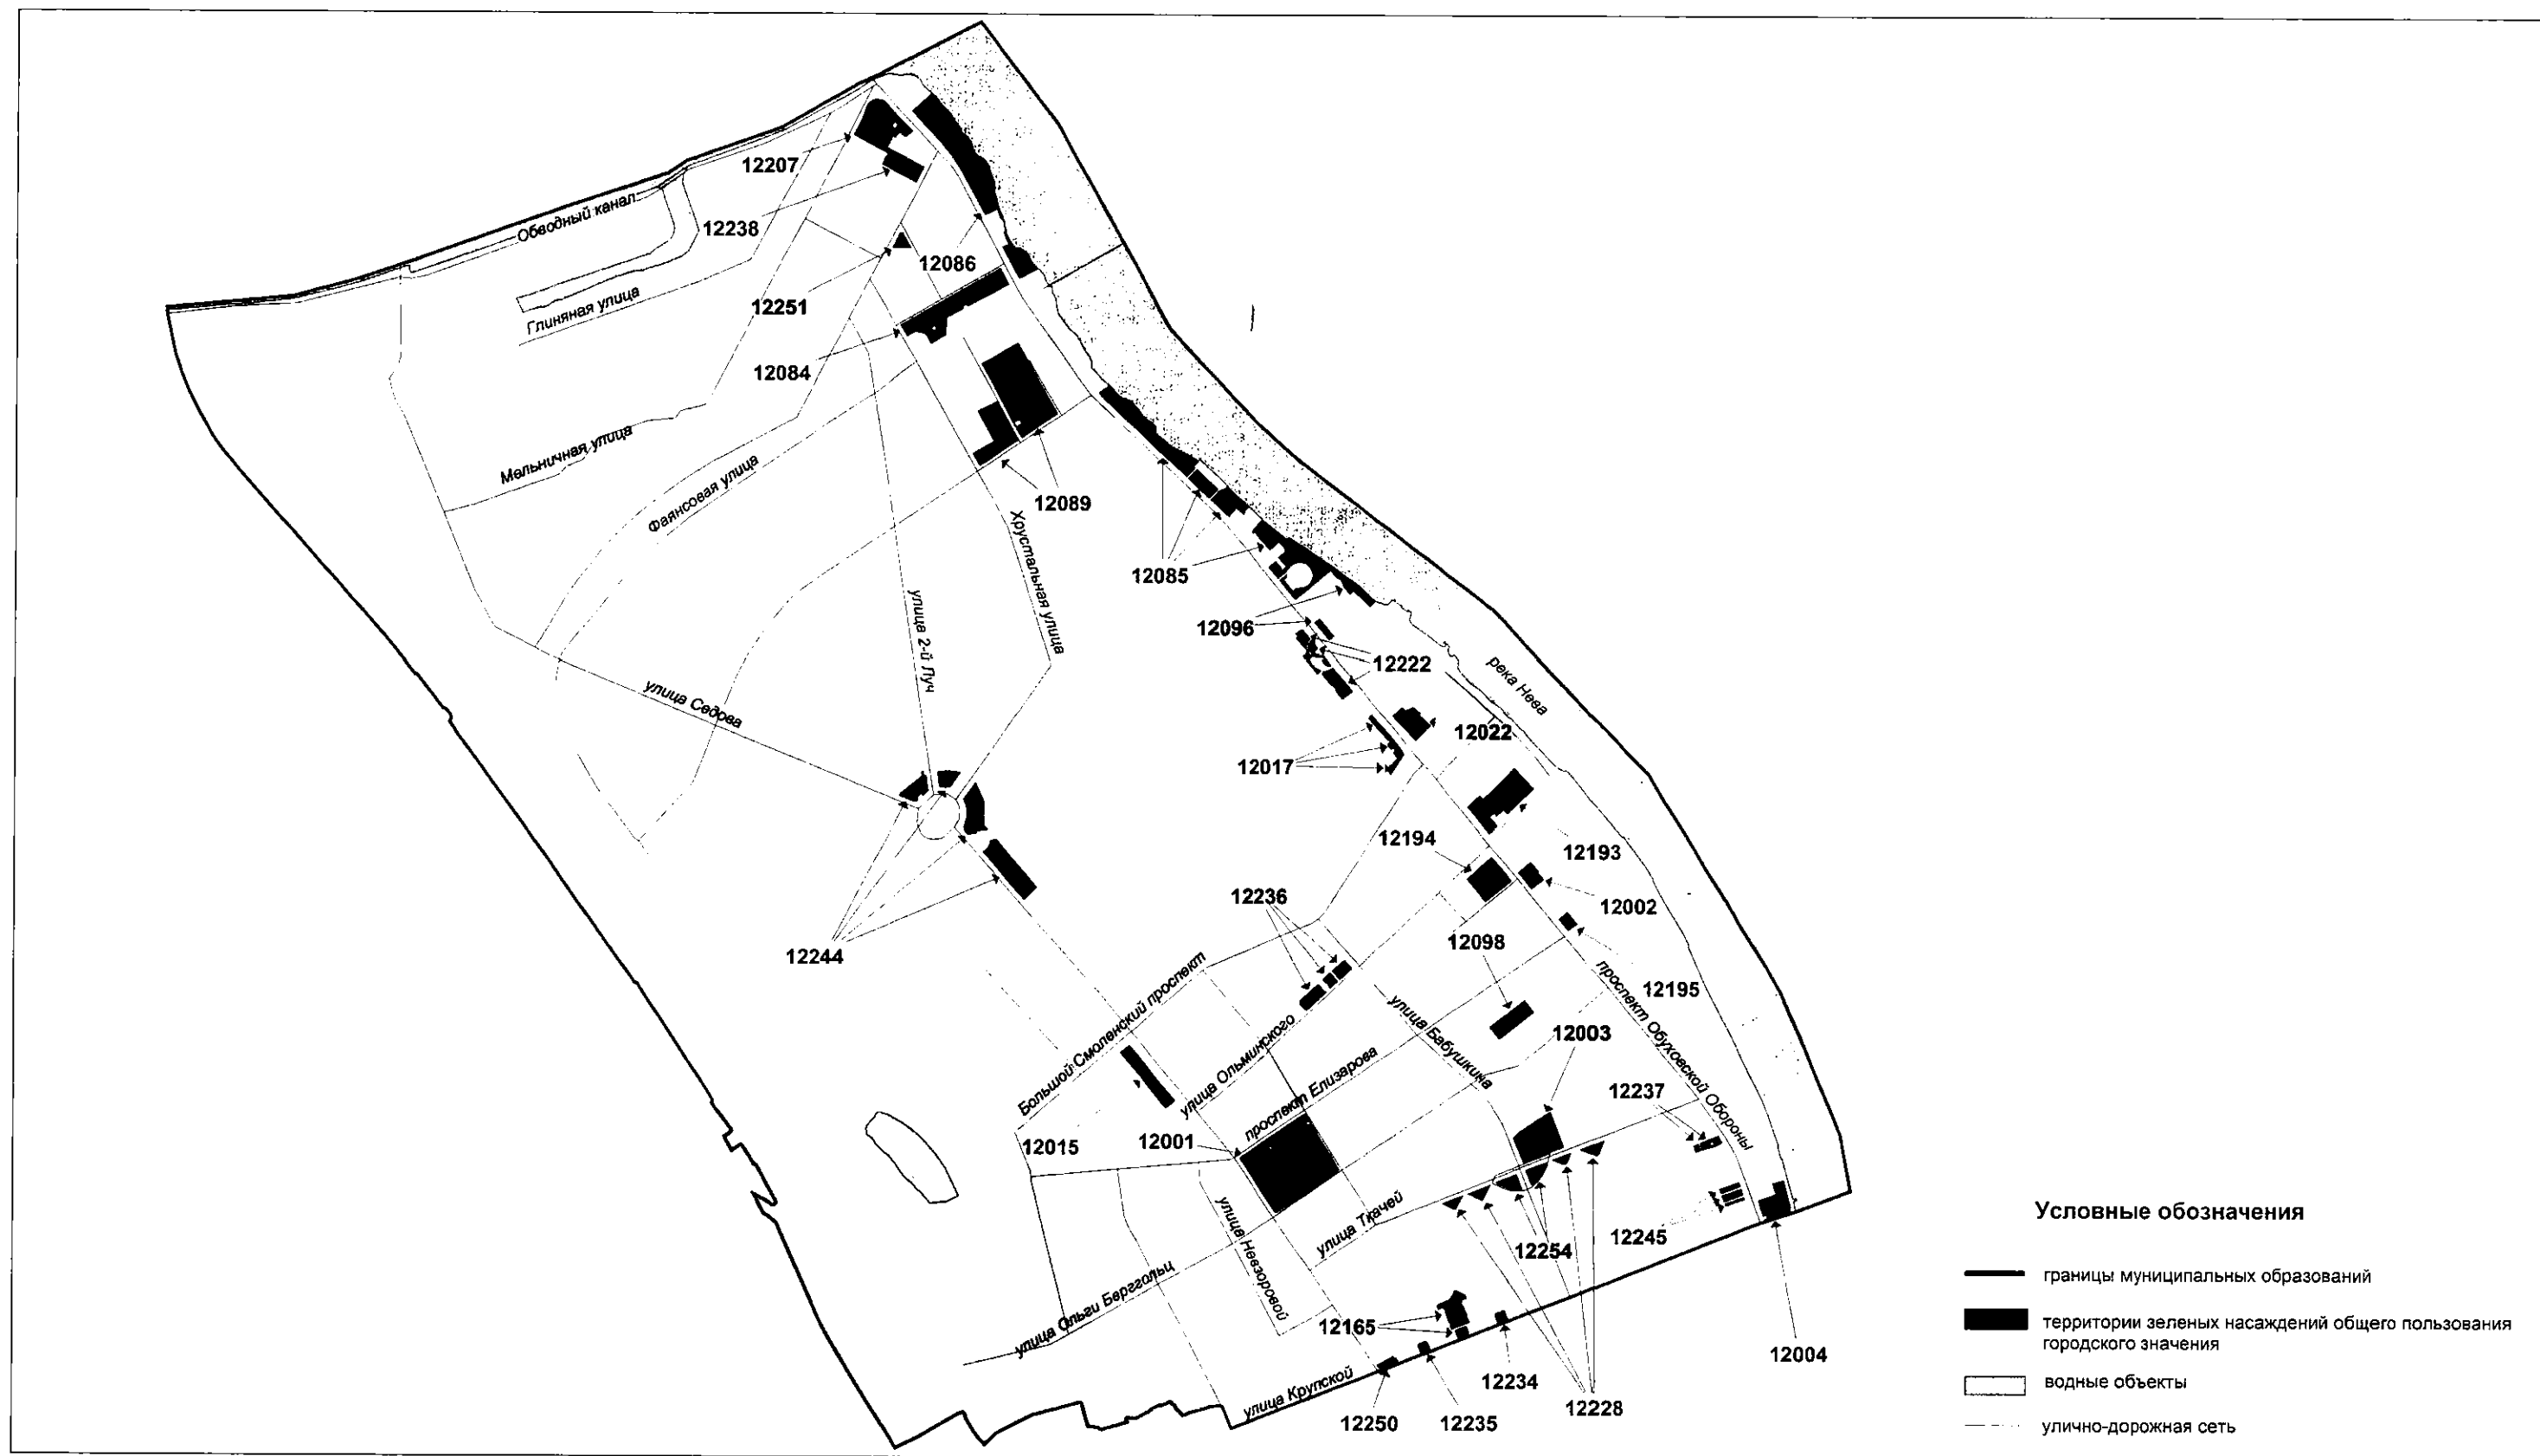 12207
Обводный канал
12238
12086
12251
Глиняная улица
12084
Мельничная улица
Фаянсовая улица
12089
Хрустальная улица
12085
улица 2-й Луч
12096
12222
река Нева
улица Седова
12022
12017
12194
12193
12236
12002
12098
12244
Большой Смоленский проспект
проспект Обуховской Обороны
12195
улица Ольминского
улица Бабушкина
12003
проспект Елизарова
12237
12015
12001
улица Ткачей
улица Невзоровой
12254
12245
улица Ольги Берггольц
12165
12004
12234
улица Крупской
12250
12235
12228
Условные обозначения
границы муниципальных образований
территории зеленых насаждений общего пользования
городского значения
водные объекты
улично-дорожная сеть